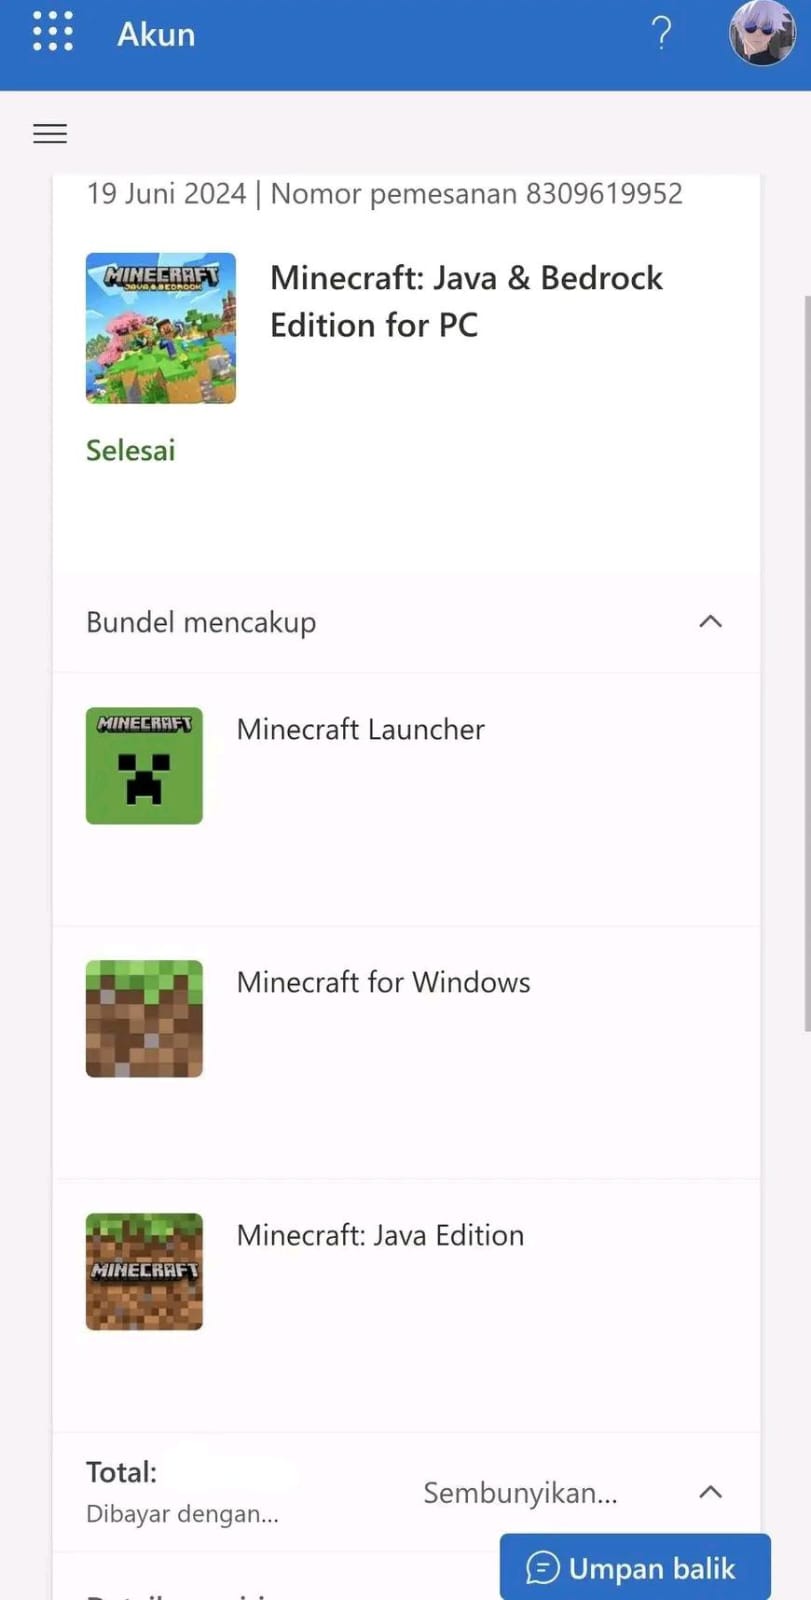 Akun
?
19 Juni 2024 | Nomor pemesanan 8309619952
MINECRAFT
JAVA & BEDROCK
Minecraft: Java & Bedrock
Edition for PC
Selesai
Bundel mencakup
MINECRAFT
Minecraft Launcher
Minecraft for Windows
MINECRAFT
Minecraft: Java Edition
Total:
Dibayar dengan...
Sembunyikan...
Umpan balik